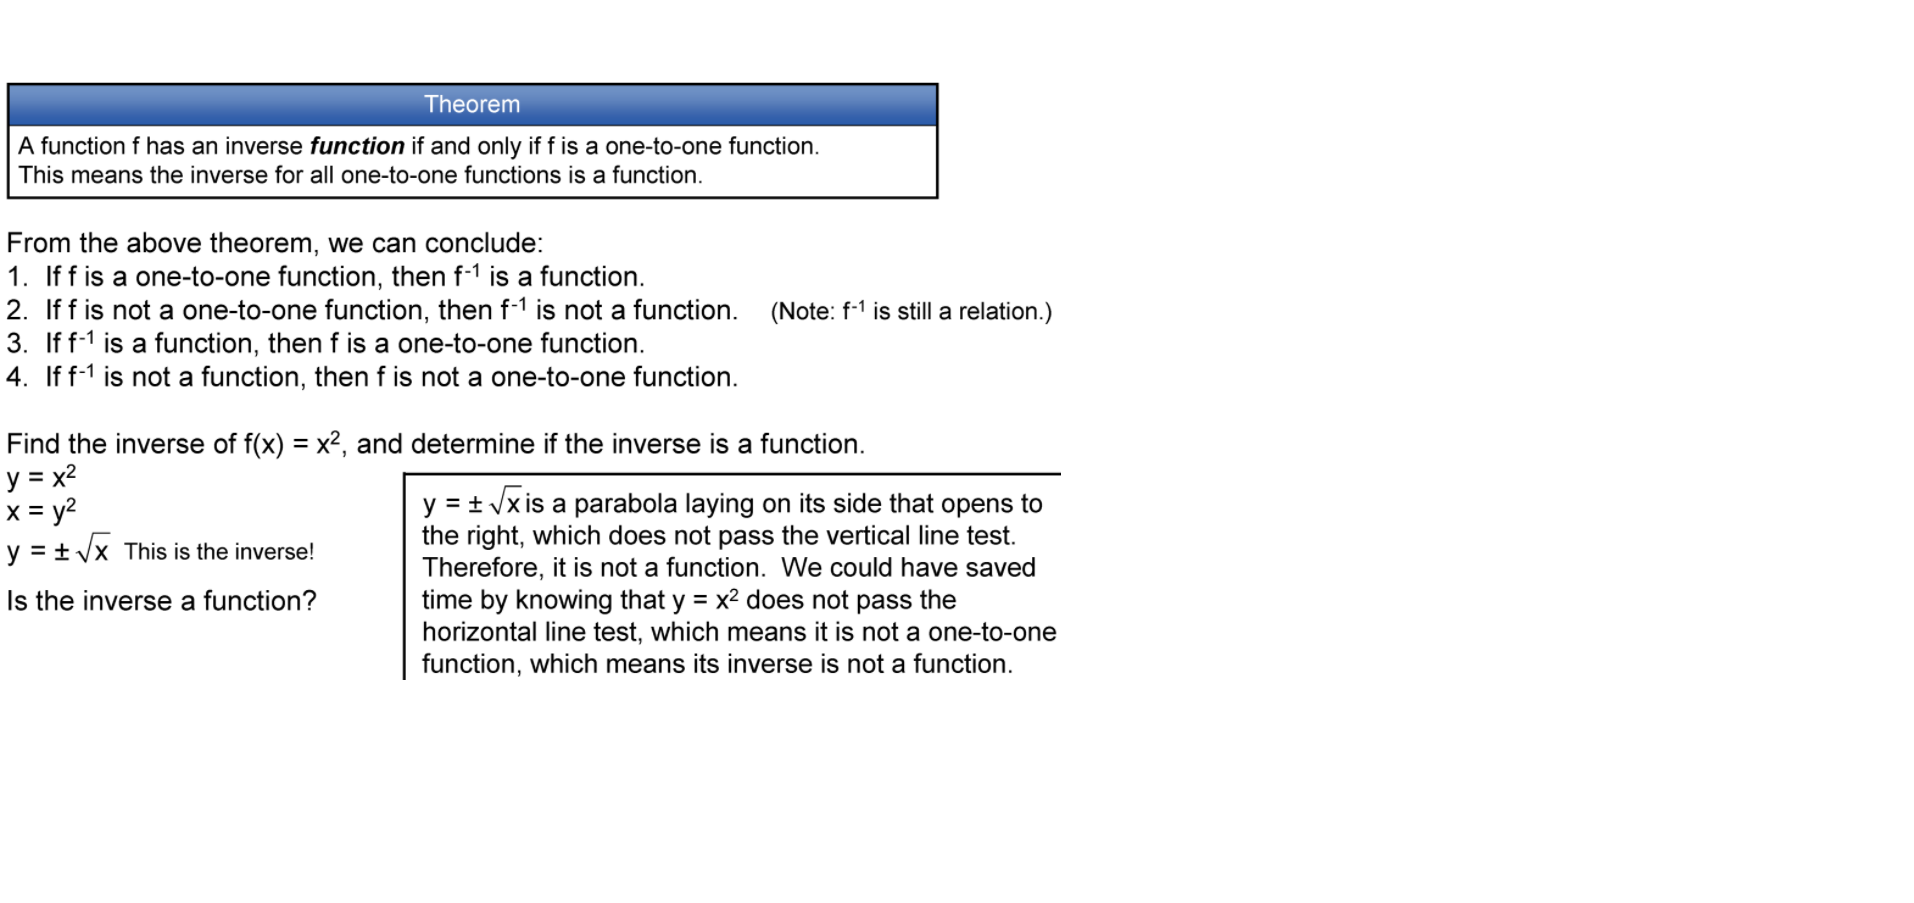 Theorem
A function f has an inverse function if and only if f is a one-to-one function.
This means the inverse for all one-to-one functions is a function.
From the above theorem, we can conclude:
1. If f is a one-to-one function, then f⁻¹ is a function.
2. If f is not a one-to-one function, then f⁻¹ is not a function. (Note: f⁻¹ is still a relation.)
3. If f⁻¹ is a function, then f is a one-to-one function.
4. If f⁻¹ is not a function, then f is not a one-to-one function.
Find the inverse of f(x) = x², and determine if the inverse is a function.
y = x²
x = y²
y = ± √x This is the inverse!
Is the inverse a function?
y = ± √x is a parabola laying on its side that opens to
the right, which does not pass the vertical line test.
Therefore, it is not a function. We could have saved
time by knowing that y = x² does not pass the
horizontal line test, which means it is not a one-to-one
function, which means its inverse is not a function.